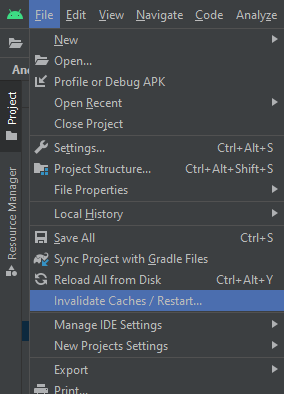 File Edit View Navigate Code Analyze
New
Open...
And
Profile or Debug APK
Open Recent
Close Project
Project
Settings... Ctrl+Alt+S
Project Structure... Ctrl+Alt+Shift+S
File Properties
Resource Manager
Local History
Save All Ctrl+S
Sync Project with Gradle Files
Reload All from Disk Ctrl+Alt+Y
Invalidate Caches / Restart...
Manage IDE Settings
New Projects Settings
Export
Print...